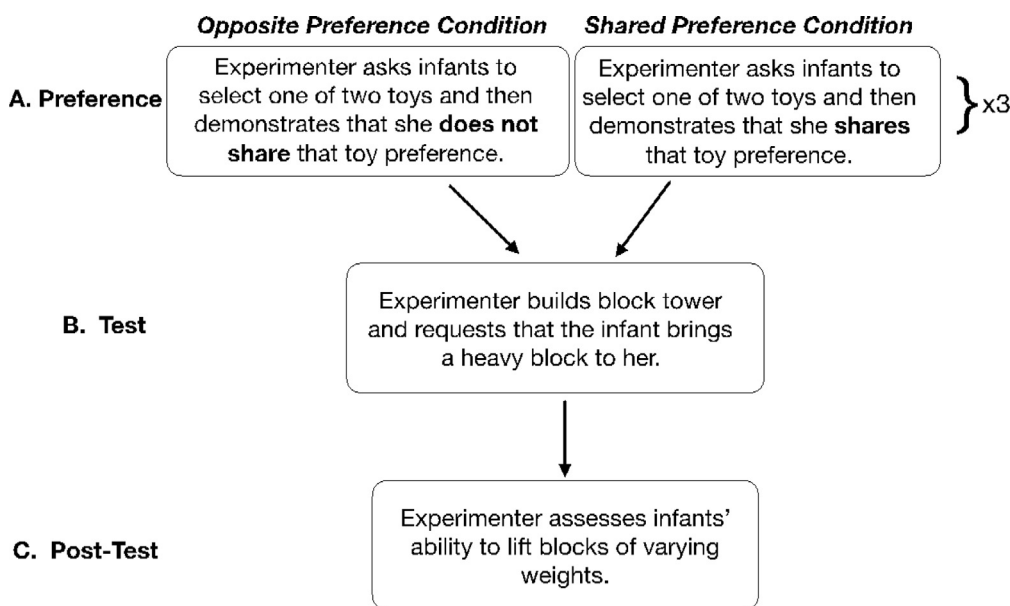 Opposite Preference Condition
Shared Preference Condition
A. Preference
Experimenter asks infants to
select one of two toys and then
demonstrates that she does not
share that toy preference.
Experimenter asks infants to
select one of two toys and then
demonstrates that she shares
that toy preference.
x3
B. Test
Experimenter builds block tower
and requests that the infant brings
a heavy block to her.
C. Post-Test
Experimenter assesses infants'
ability to lift blocks of varying
weights.